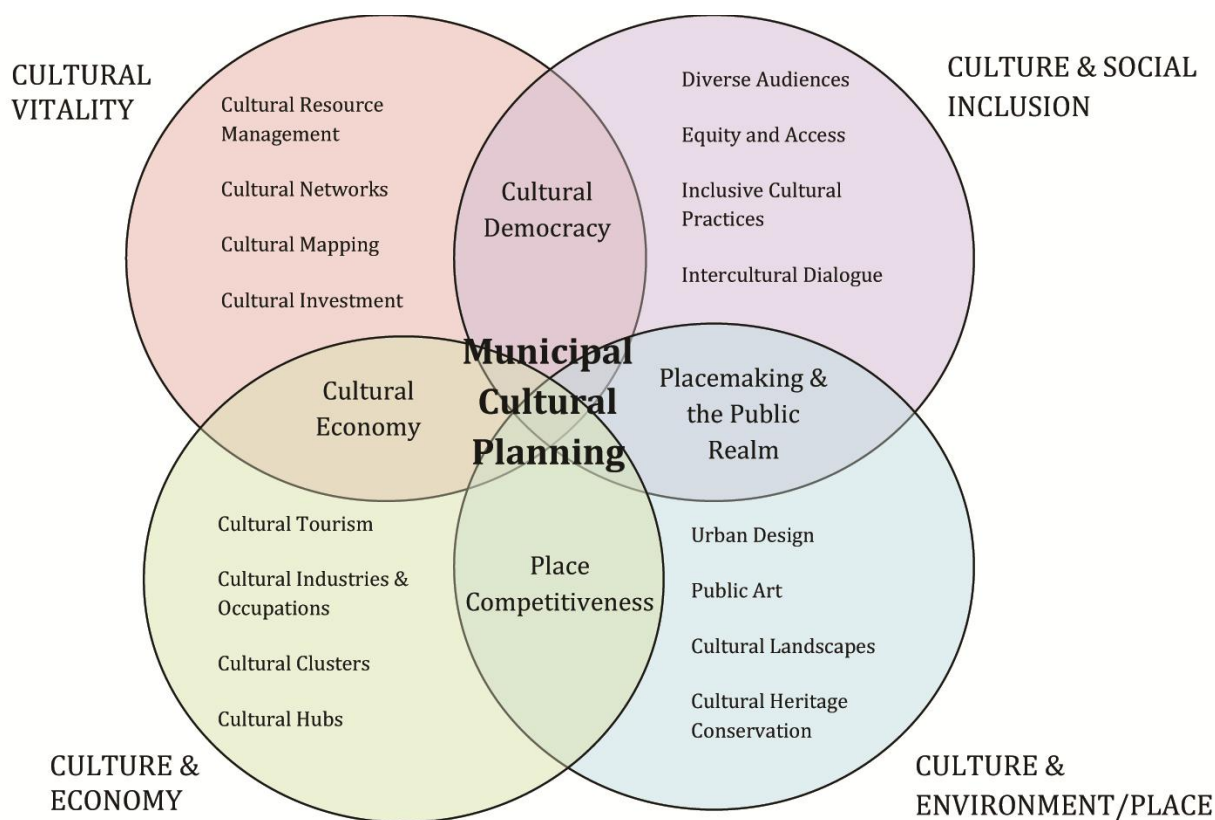 CULTURAL
VITALITY
Cultural Resource
Management
Cultural Networks
Cultural Mapping
Cultural Investment
Cultural
Democracy
Diverse Audiences
Equity and Access
Inclusive Cultural
Practices
Intercultural Dialogue
CULTURE & SOCIAL
INCLUSION
Cultural
Economy
Municipal
Cultural
Planning
Placemaking &
the Public
Realm
Cultural Tourism
Cultural Industries &
Occupations
Cultural Clusters
Cultural Hubs
Place
Competitiveness
Urban Design
Public Art
Cultural Landscapes
Cultural Heritage
Conservation
CULTURE &
ECONOMY
CULTURE &
ENVIRONMENT/PLACE